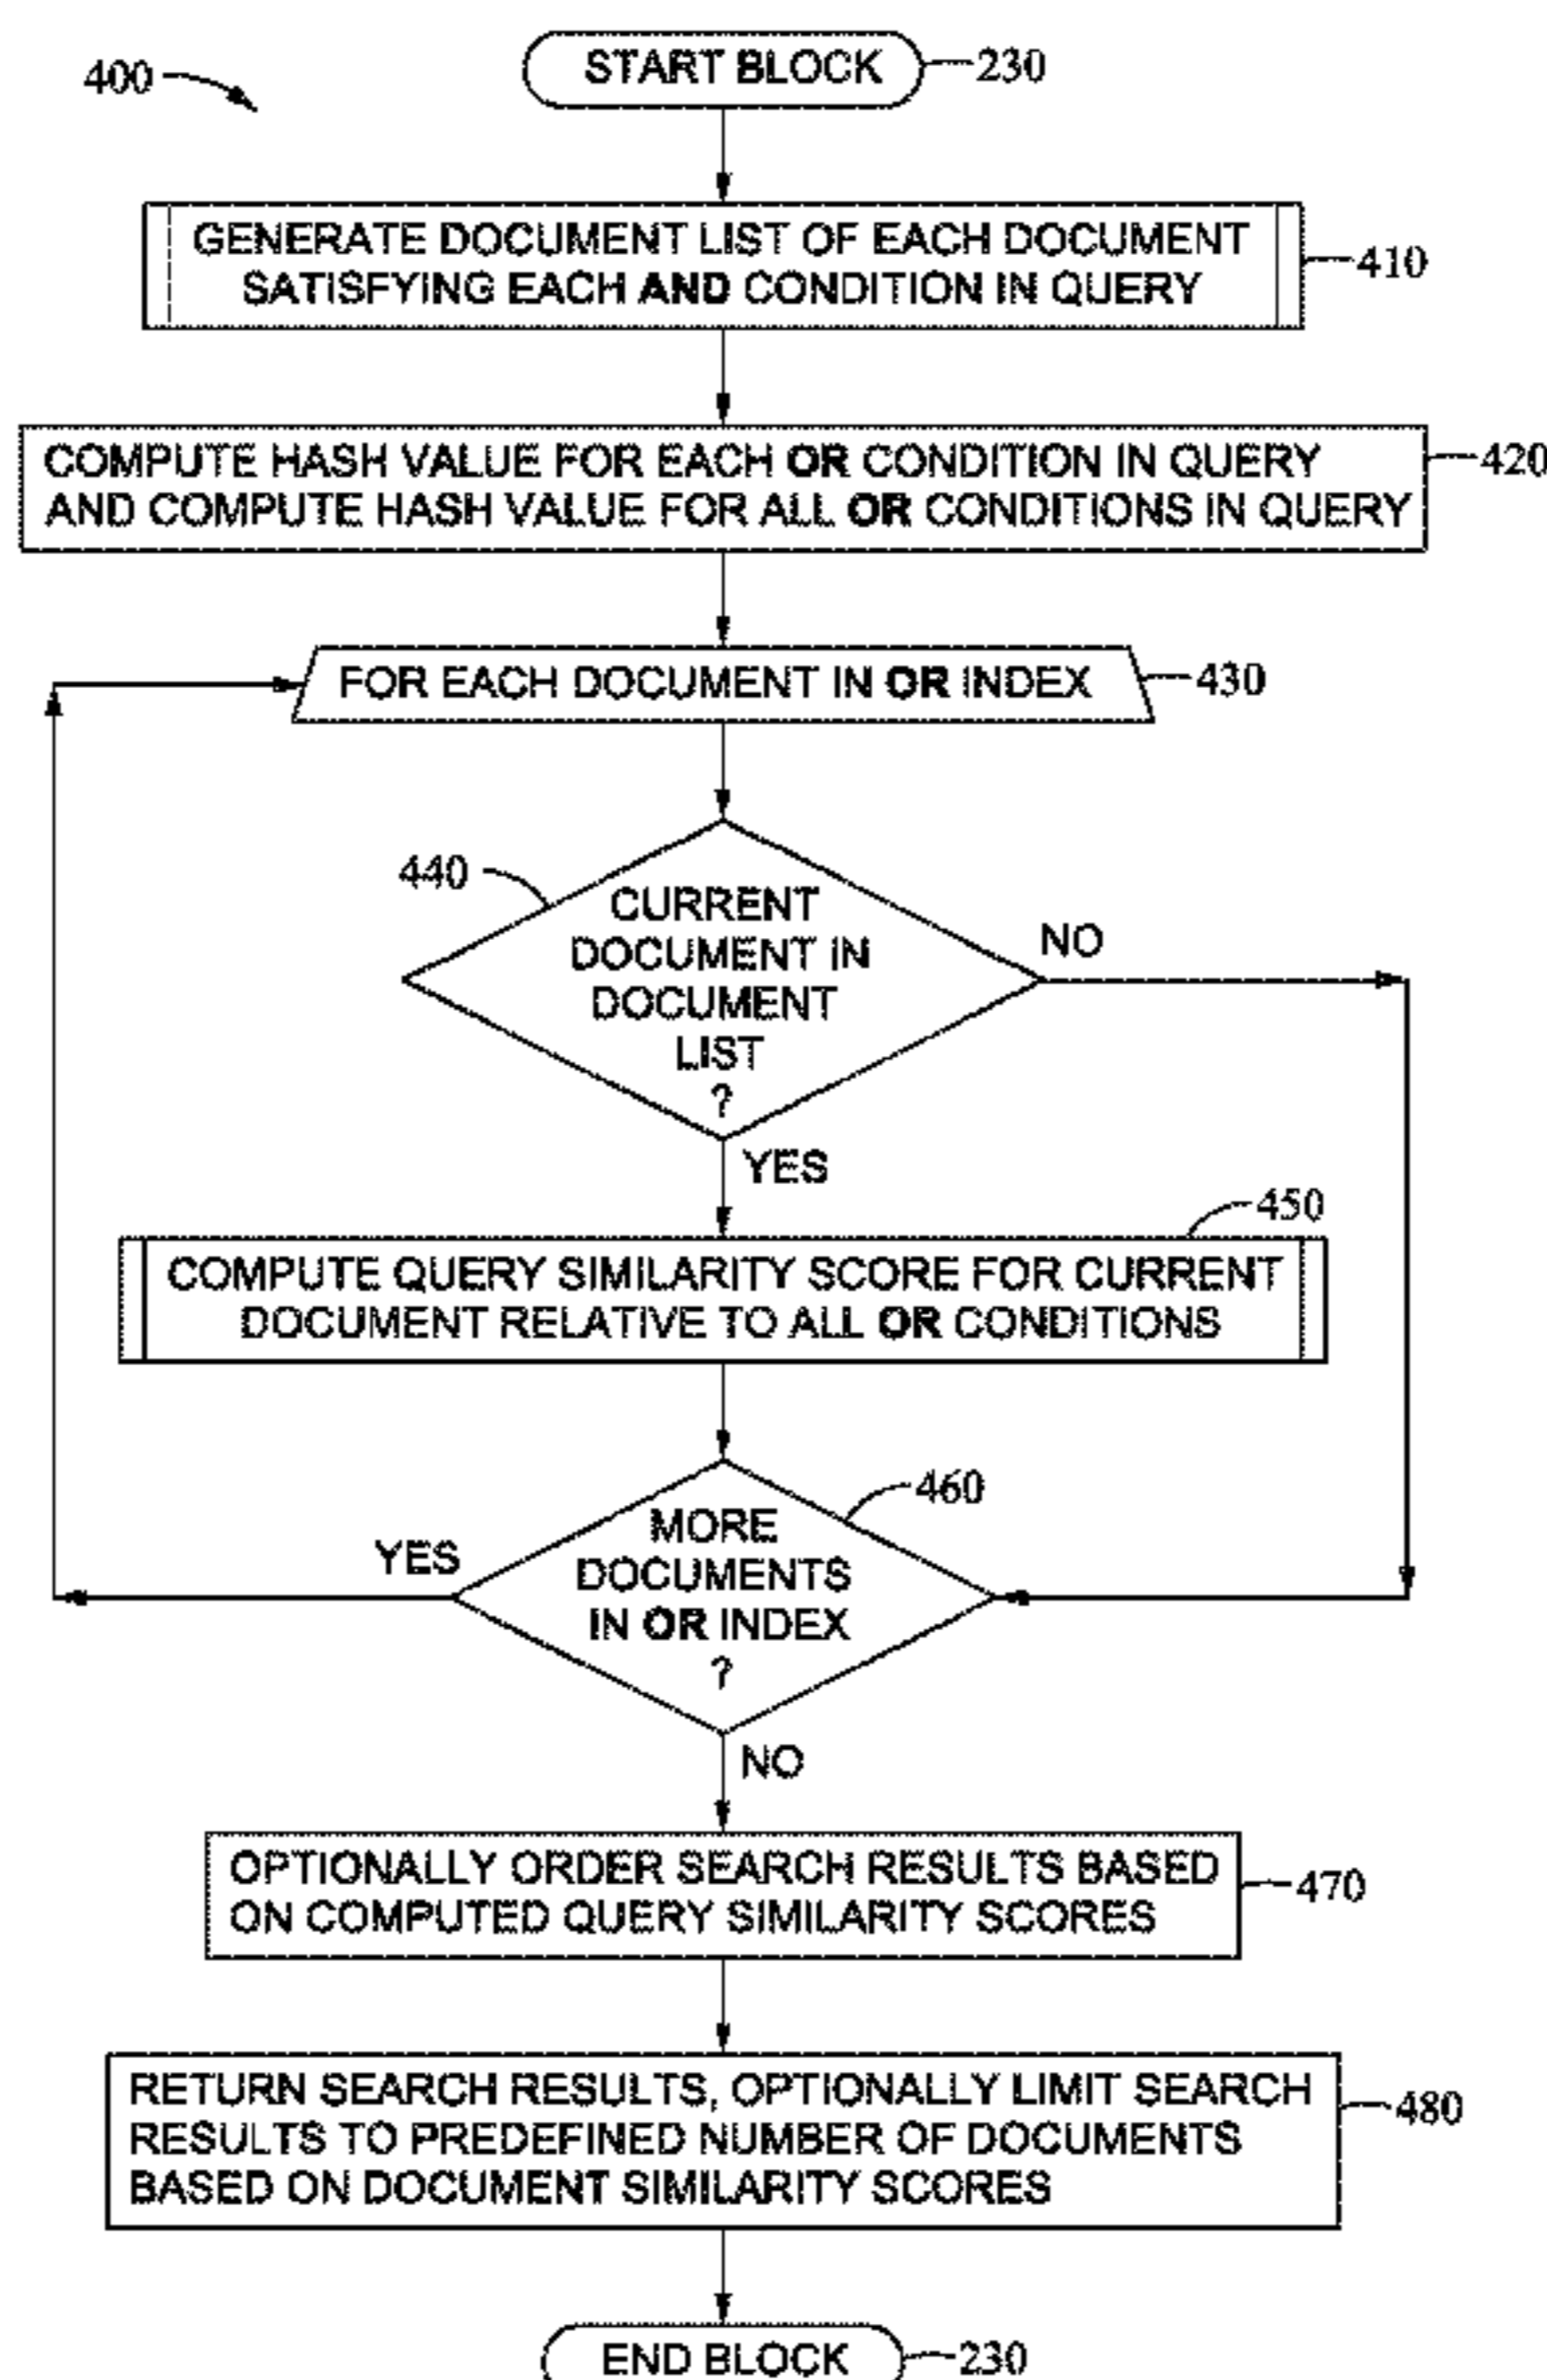 400
START BLOCK
230
GENERATE DOCUMENT LIST OF EACH DOCUMENT
SATISFYING EACH AND CONDITION IN QUERY
410
COMPUTE HASH VALUE FOR EACH OR CONDITION IN QUERY
AND COMPUTE HASH VALUE FOR ALL OR CONDITIONS IN QUERY
420
FOR EACH DOCUMENT IN OR INDEX
430
440
CURRENT
DOCUMENT IN
DOCUMENT
LIST
?
NO
YES
450
COMPUTE QUERY SIMILARITY SCORE FOR CURRENT
DOCUMENT RELATIVE TO ALL OR CONDITIONS
460
MORE
DOCUMENTS
IN OR INDEX
?
YES
NO
OPTIONALLY ORDER SEARCH RESULTS BASED
ON COMPUTED QUERY SIMILARITY SCORES
470
RETURN SEARCH RESULTS, OPTIONALLY LIMIT SEARCH
RESULTS TO PREDEFINED NUMBER OF DOCUMENTS
BASED ON DOCUMENT SIMILARITY SCORES
480
END BLOCK
230